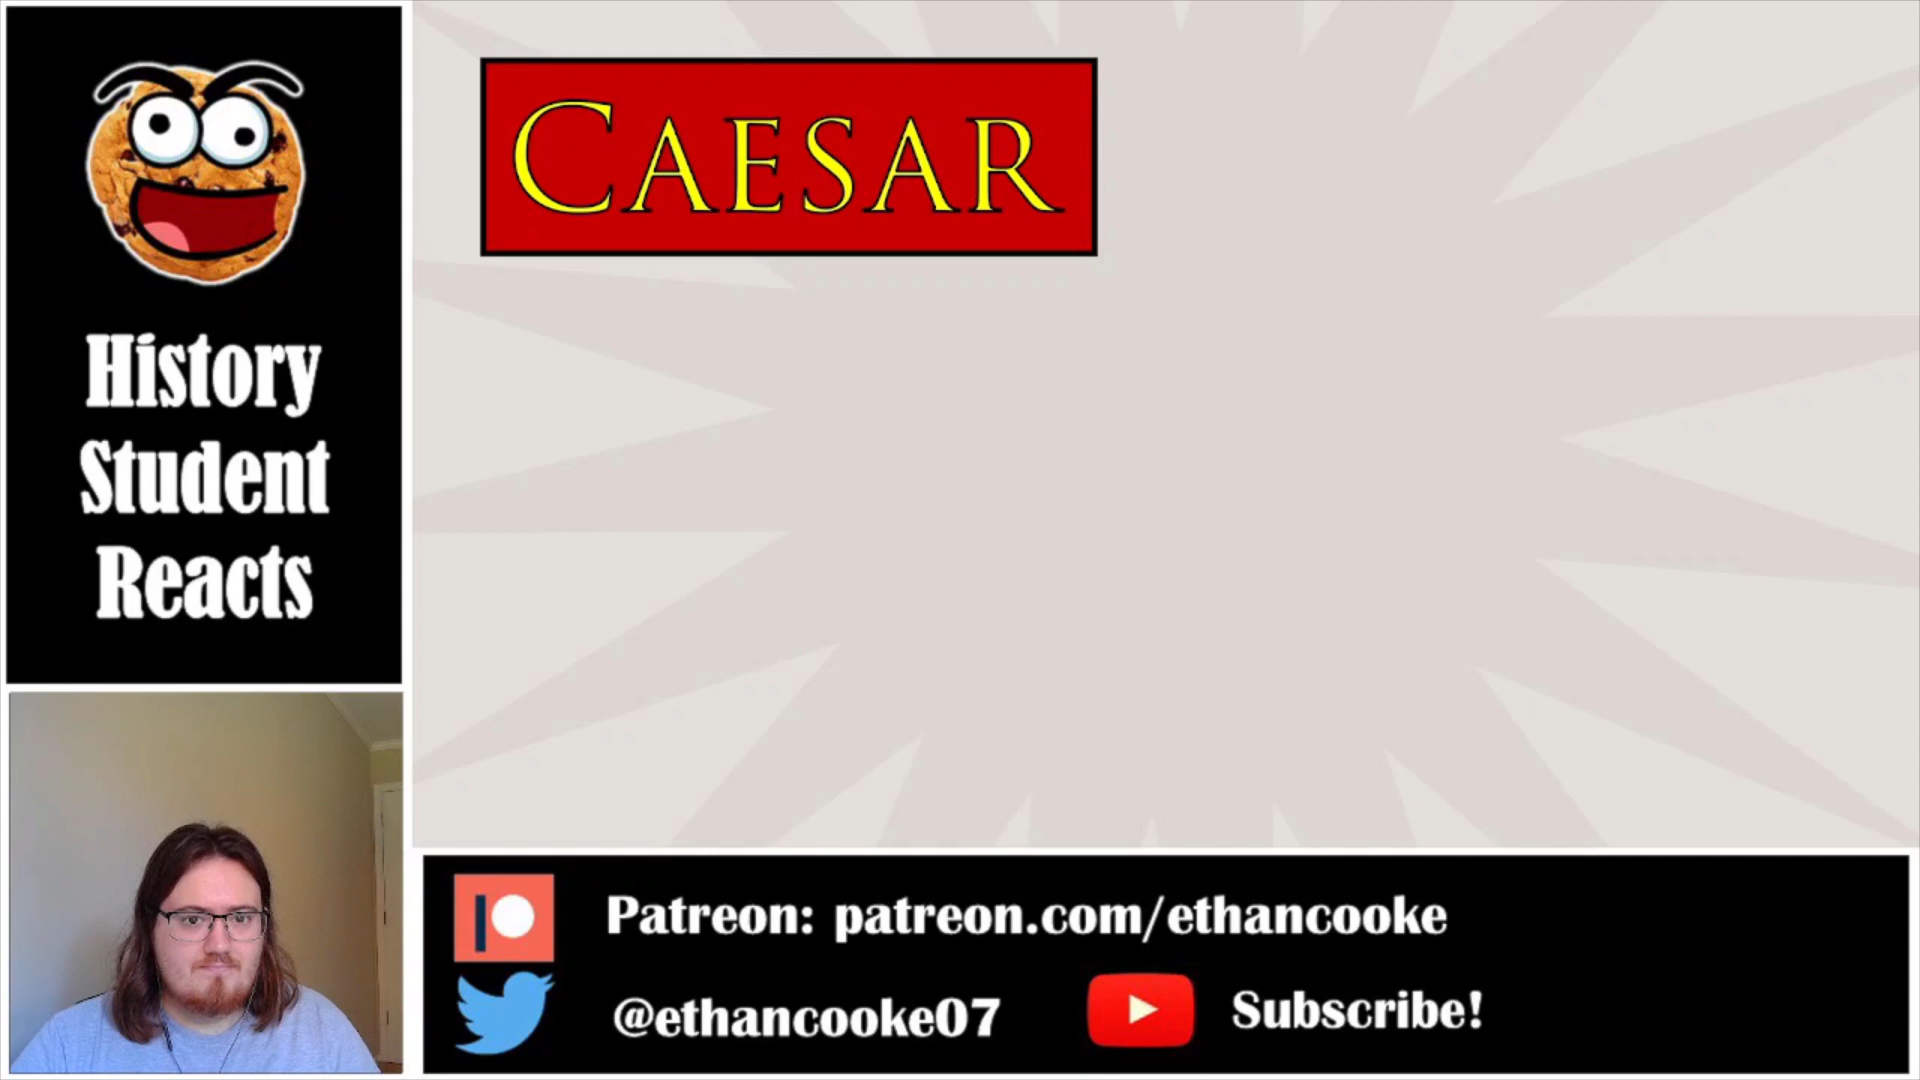 CAESAR
History
Student
Reacts
Patreon: patreon.com/ethancooke
@ethancooke07
Subscribe!